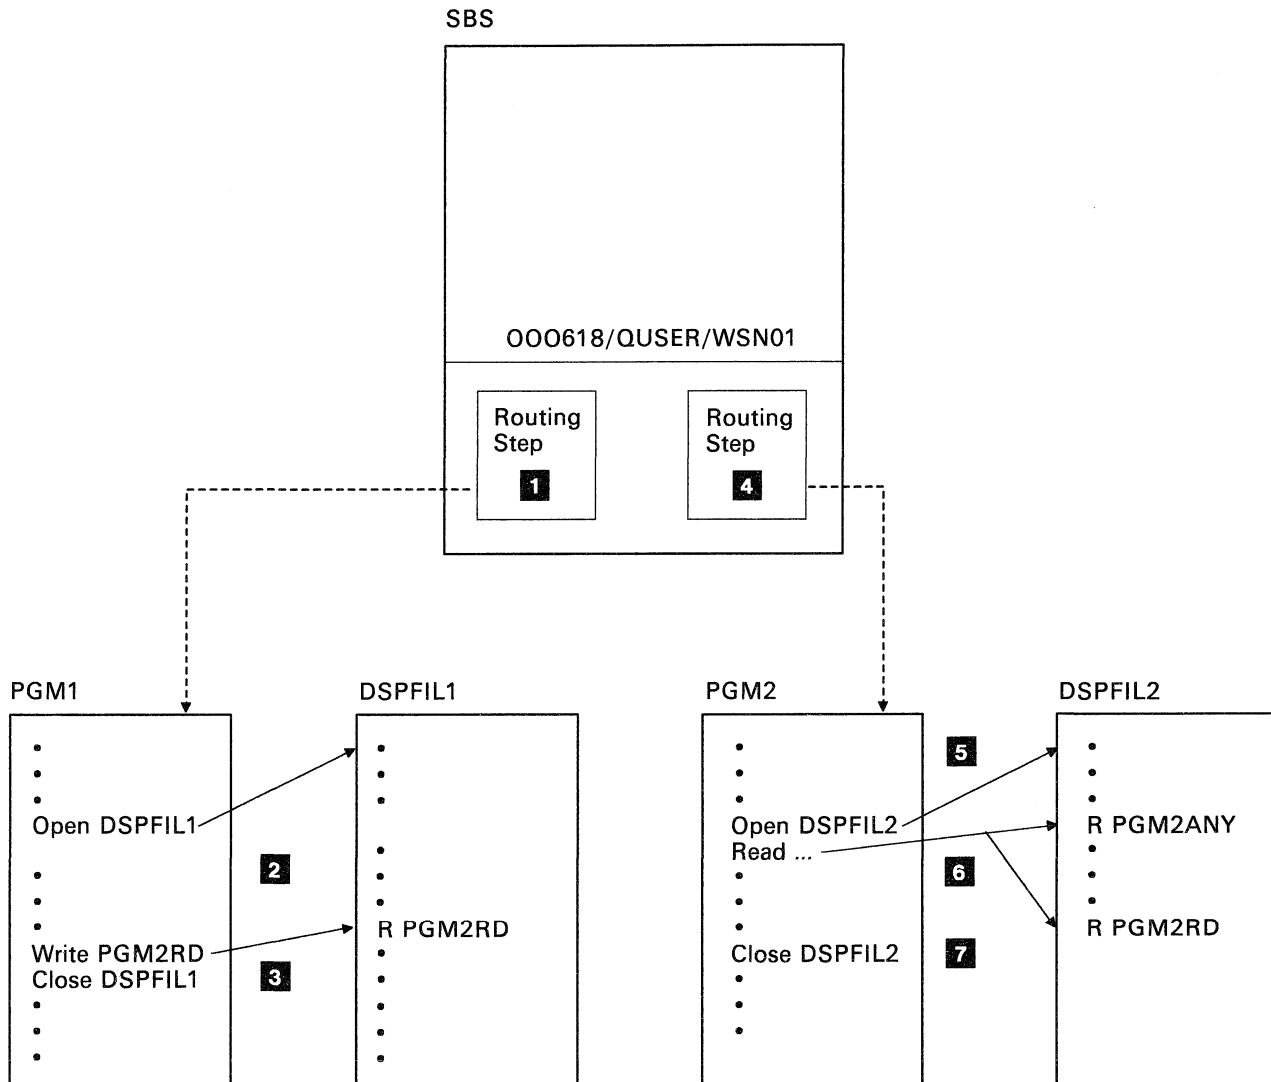 SBS
OOO618/QUSER/WSN01
Routing
Step
1
Routing
Step
4
PGM1
Open DSPFIL1
2
Write PGM2RD
Close DSPFIL1
3
DSPFIL1
R PGM2RD
PGM2
Open DSPFIL2
Read ...
Close DSPFIL2
5
6
7
DSPFIL2
R PGM2ANY
R PGM2RD